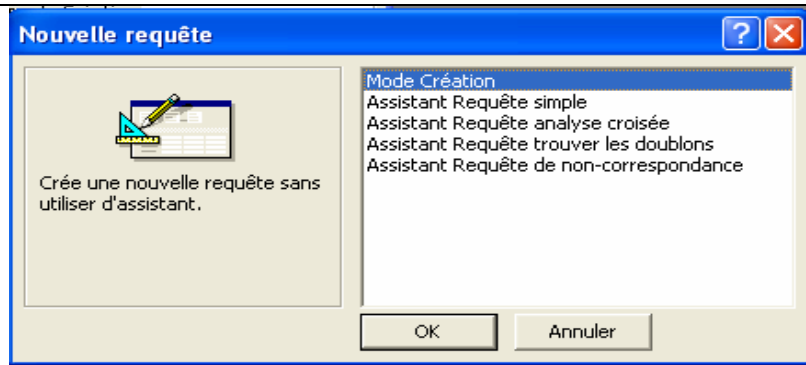 Nouvelle requête
Mode Création
Assistant Requête simple
Assistant Requête analyse croisée
Assistant Requête trouver les doublons
Assistant Requête de non-correspondance
Crée une nouvelle requête sans
utiliser d'assistant.
OK
Annuler